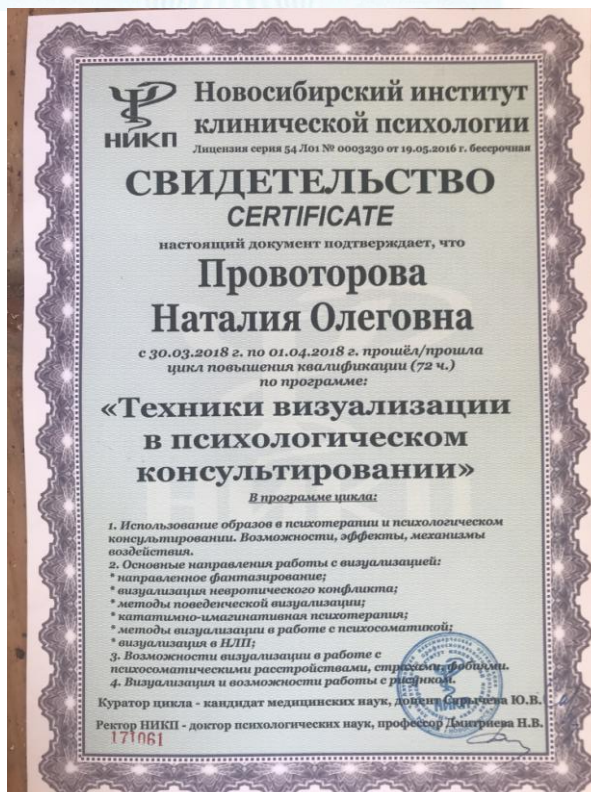 Новосибирский институт
клинической психологии
НИКП
Лицензия серия 54 Л01 № 0003230 от 19.05.2016 г. бессрочная
СВИДЕТЕЛЬСТВО
CERTIFICATE
настоящий документ подтверждает, что
Провоторова
Наталия Олеговна
с 30.03.2018 г. по 01.04.2018 г. прошёл/прошла
цикл повышения квалификации (72 ч.)
по программе:
«Техники визуализации
в психологическом
консультировании»
В программе цикла:
1. Использование образов в психотерапии и психологическом
консультировании. Возможности, эффекты, механизмы
воздействия.
2. Основные направления работы с визуализацией:
* направленное фантазирование;
* визуализация невротического конфликта;
* методы поведенческой визуализации;
* кататимно-имагинативная психотерапия;
* методы визуализации в работе с психосоматикой;
* визуализация в НЛП;
3. Возможности визуализации в работе с
психосоматическими расстройствами, страхами, фобиями.
4. Визуализация и возможности работы с рисунком.
Куратор цикла - кандидат медицинских наук, доцент Сарычева Ю.В.
Ректор НИКП - доктор психологических наук, профессор Дмитриева Н.В.
171061